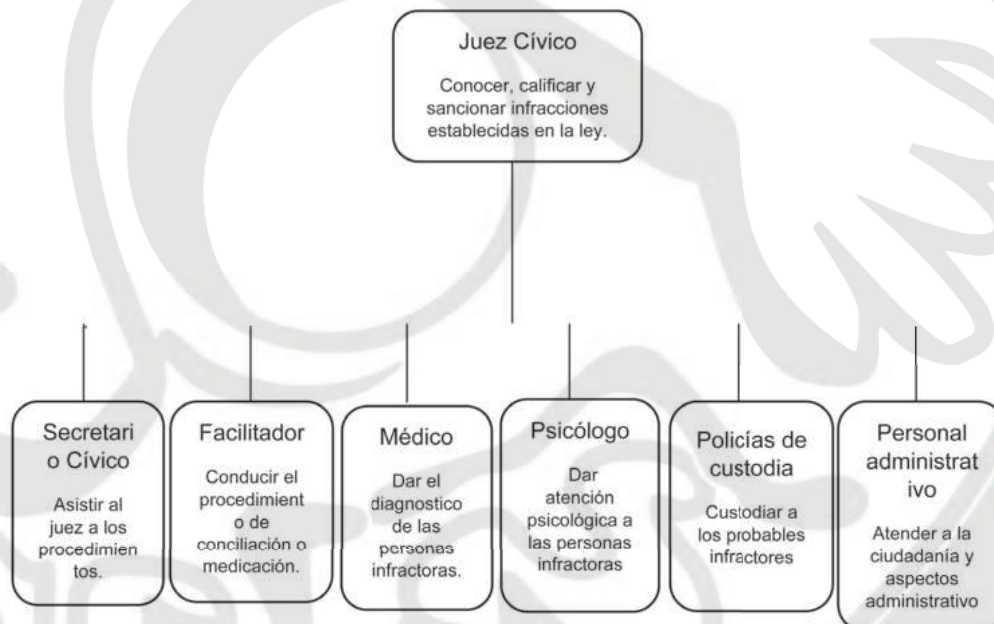 Juez Cívico
Conocer, calificar y
sancionar infracciones
establecidas en la ley.
Secretari
o Cívico
Asistir al
juez a los
procedimien
tos.
Facilitador
Conducir el
procedimient
o de
conciliación o
medicación.
Médico
Dar el
diagnostico
de las
personas
infractoras.
Psicólogo
Dar
atención
psicológica a
las personas
infractoras
Policías de
custodia
Custodiar a
los probables
infractores
Personal
administrat
ivo
Atender a la
ciudadanía y
aspectos
administrativo